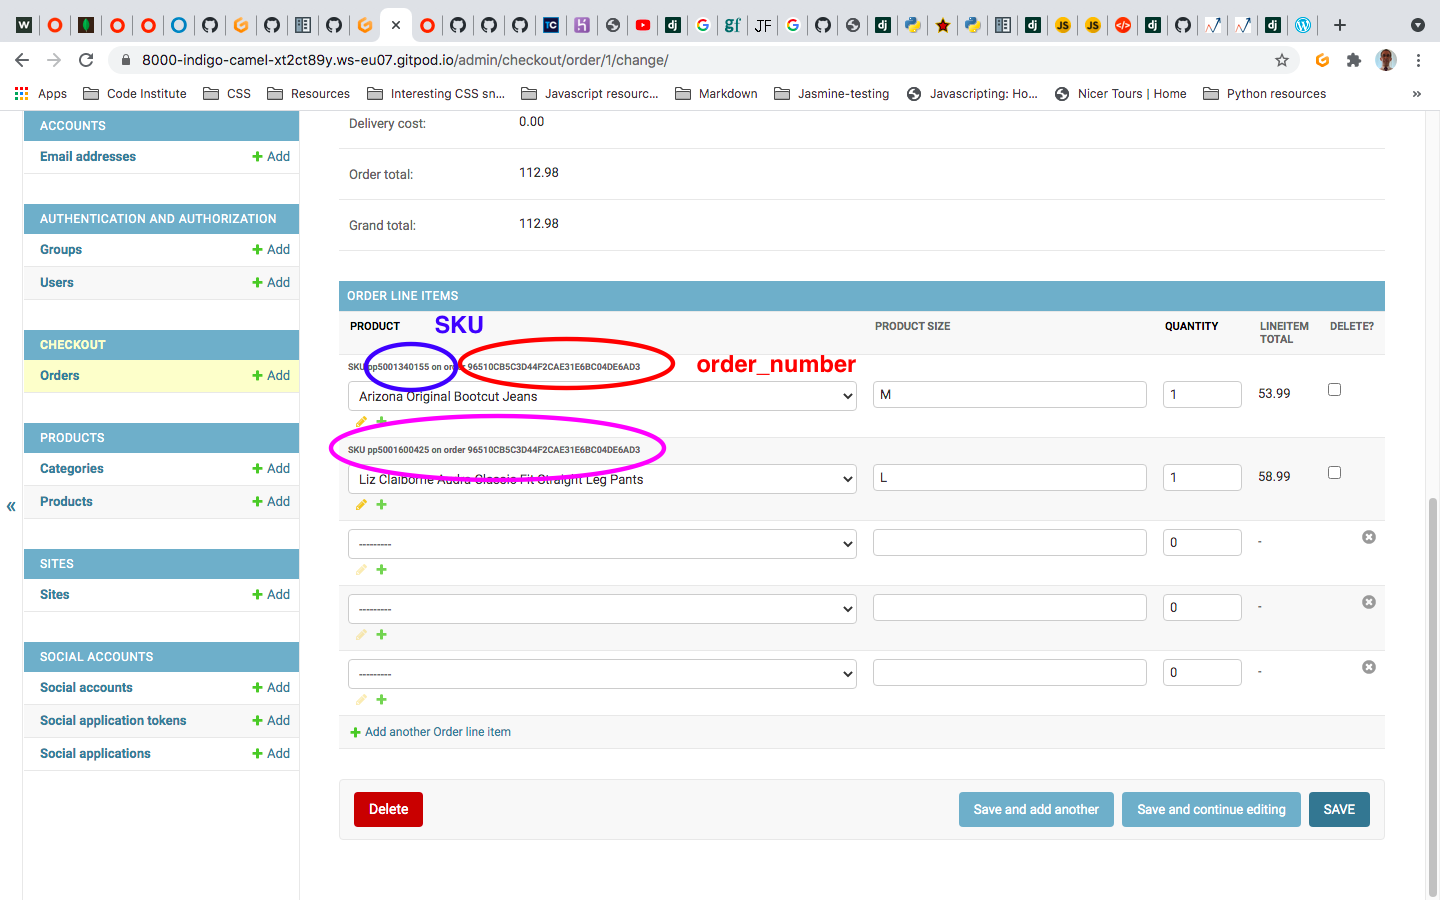 8000-indigo-camel-xt2ct89y.ws-eu07.gitpod.io/admin/checkout/order/1/change/
Apps Code Institute CSS Resources Interesting CSS sn... Javascript resourc... Markdown Jasmine-testing Javascripting: Ho... Nicer Tours | Home Python resources »
ACCOUNTS
Email addresses + Add
AUTHENTICATION AND AUTHORIZATION
Groups + Add
Users + Add
CHECKOUT
Orders + Add
PRODUCTS
Categories + Add
Products + Add
«
SITES
Sites + Add
SOCIAL ACCOUNTS
Social accounts + Add
Social application tokens + Add
Social applications + Add
Delivery cost: 0.00
Order total: 112.98
Grand total: 112.98
ORDER LINE ITEMS
PRODUCT SKU PRODUCT SIZE QUANTITY LINEITEM TOTAL DELETE?
SKU pp5001340155 on order 96510CB5C3D44F2CAE31E6BC04DE6AD3 order_number
Arizona Original Bootcut Jeans M 1 53.99
SKU pp5001600425 on order 96510CB5C3D44F2CAE31E6BC04DE6AD3
Liz Claiborne Audra Classic Fit Straight Leg Pants L 1 58.99
--------- 0 -
--------- 0 -
--------- 0 -
+ Add another Order line item
Delete Save and add another Save and continue editing SAVE